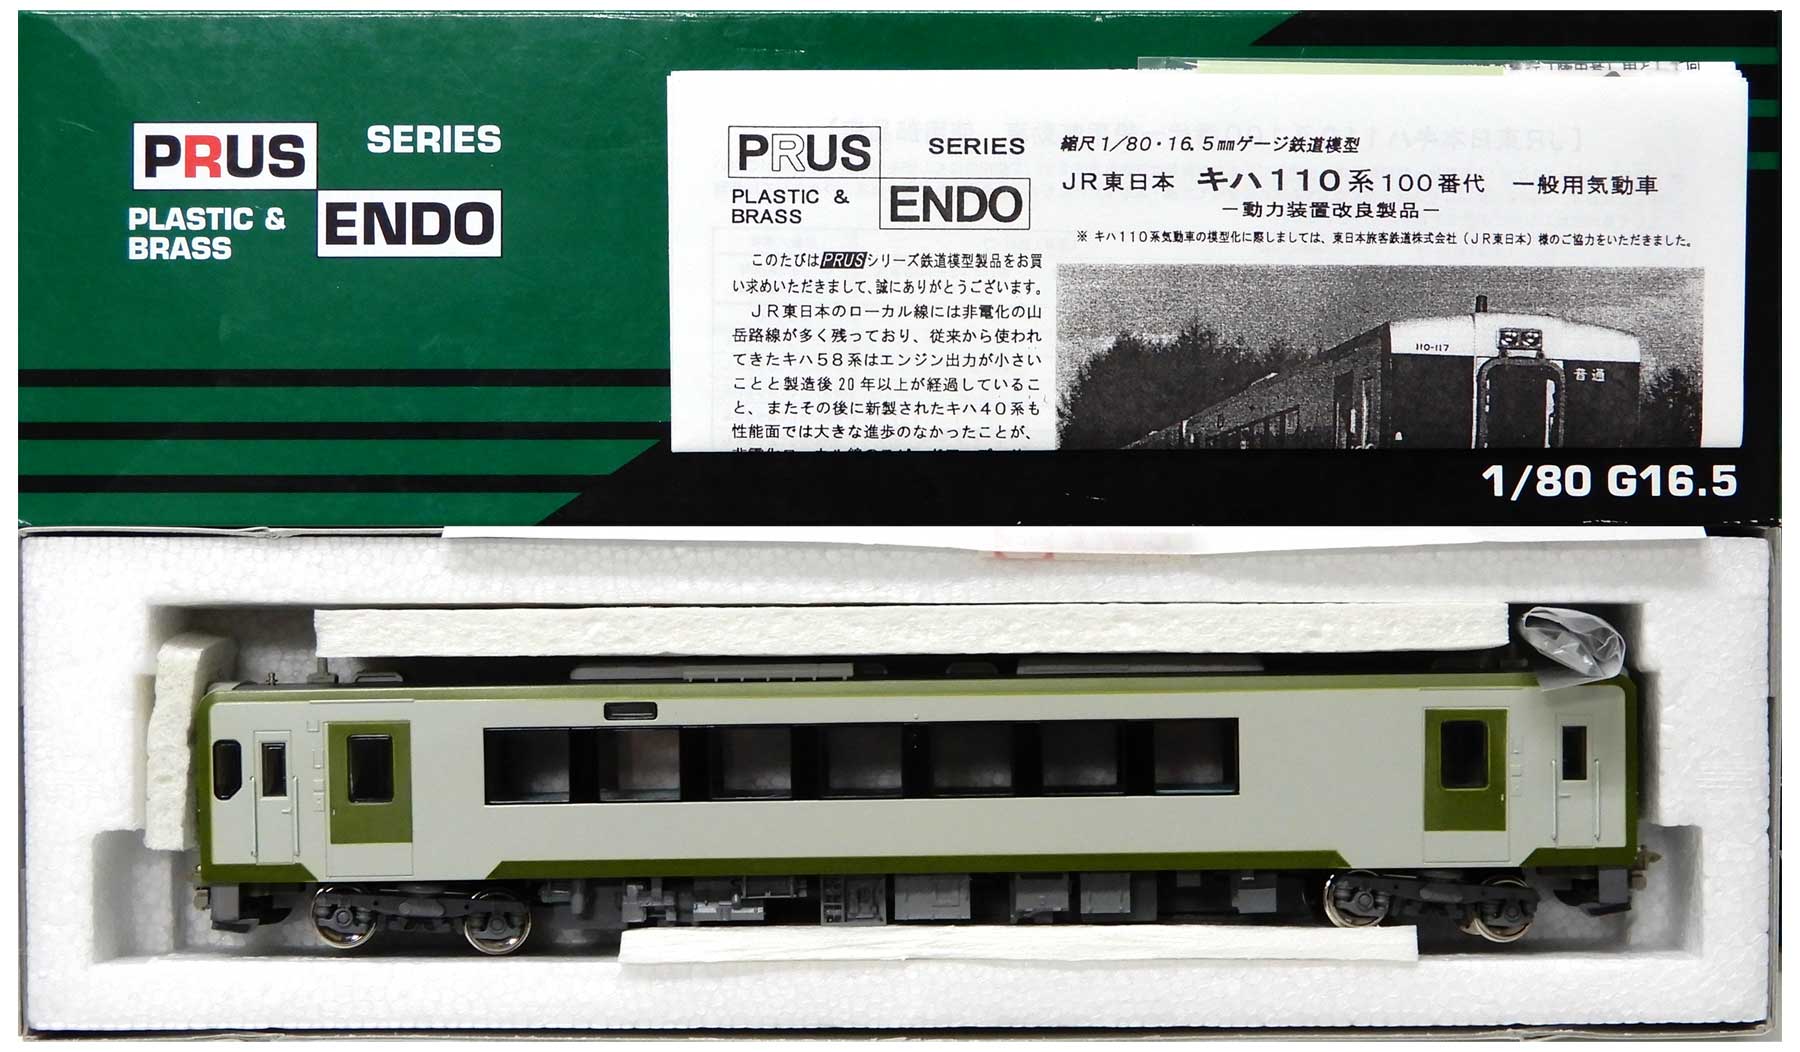 PRUS
SERIES
PLASTIC &
BRASS
ENDO
PRUS
SERIES
PLASTIC &
BRASS
ENDO
縮尺1/80・16.5㎜ゲージ鉄道模型
JR東日本 キハ110系100番代 一般用気動車
−動力装置改良製品−
※ キハ110系気動車の模型化に際しましては、東日本旅客鉄道株式会社(JR東日本)様のご協力をいただきました。
このたびはPRUSシリーズ鉄道模型製品をお買
い求めいただきまして、誠にありがとうございます。
JR東日本のローカル線には非電化の山
岳路線が多く残っており、従来から使われ
てきたキハ58系はエンジン出力が小さい
ことと製造後20年以上が経過しているこ
と、またその後に新製されたキハ40系も
性能面では大きな進歩のなかったことが、
110-117
普通
1/80 G16.5